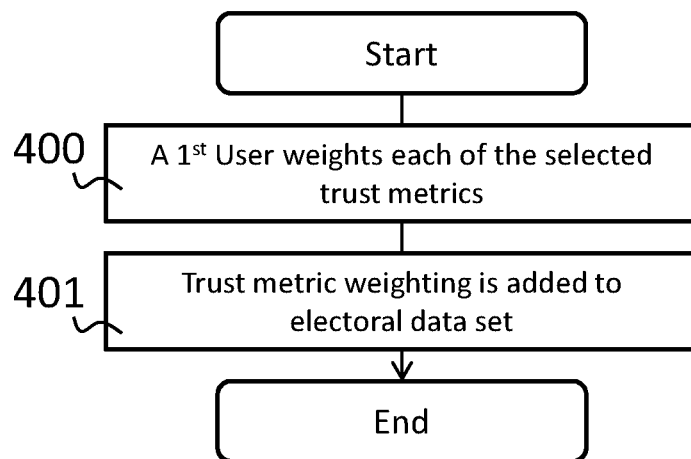 Start
400
A 1st User weights each of the selected
trust metrics
401
Trust metric weighting is added to
electoral data set
End